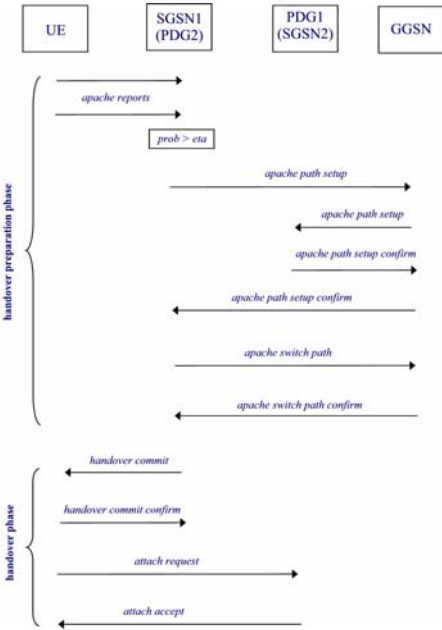 UE
SGSN1
(PDG2)
PDG1
(SGSN2)
GGSN
handover preparation phase
apache reports
prob > eta
apache path setup
apache path setup
apache path setup confirm
apache path setup confirm
apache switch path
apache switch path confirm
handover phase
handover commit
handover commit confirm
attach request
attach accept